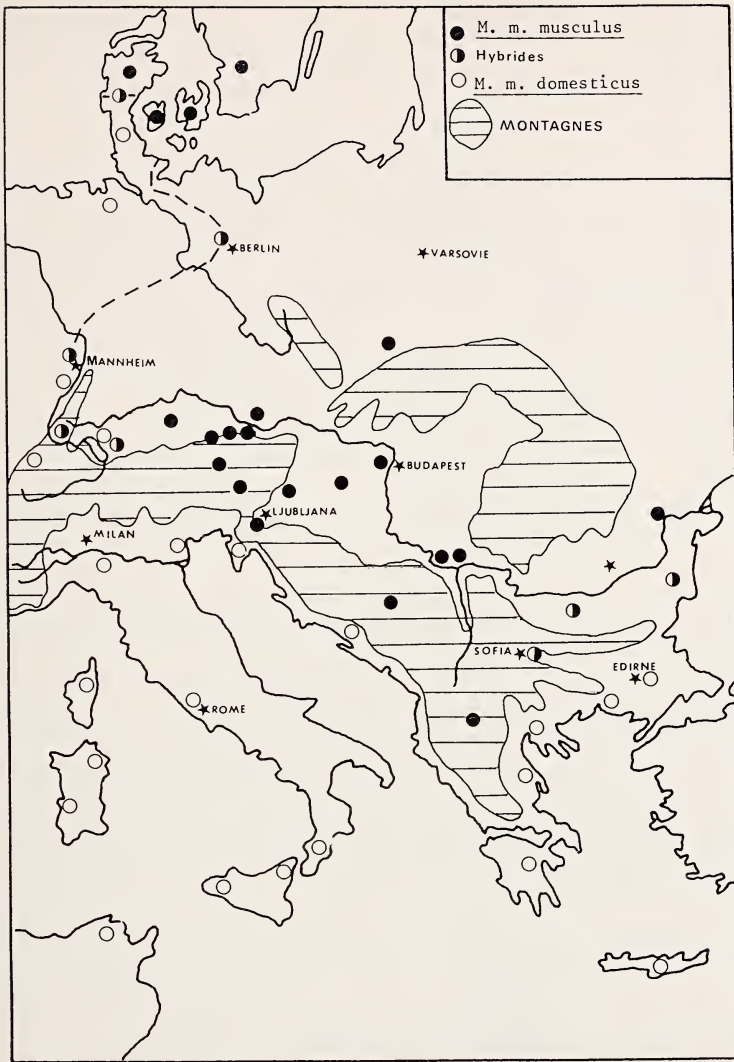 M. m. musculus
Hybrides
M. m. domesticus
MONTAGNES
BERLIN
VARSOVIE
MANNHEIM
BUDAPEST
LJUBLJANA
MILAN
SOFIA
EDIRNE
ROME